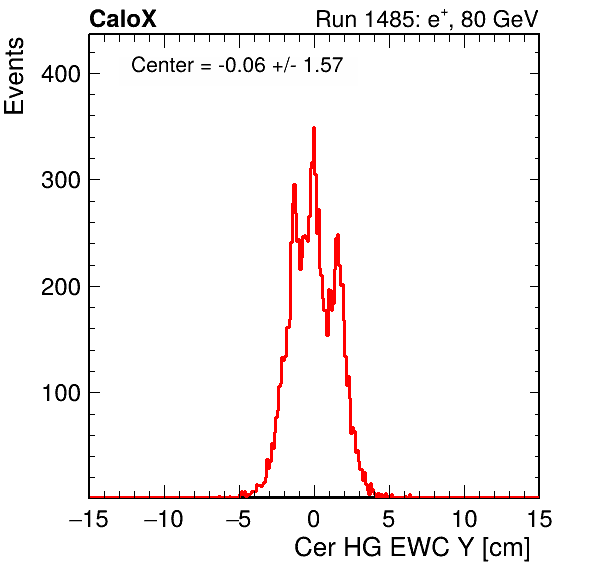 CaloX Run 1485: e⁺, 80 GeV
Center = -0.06 +/- 1.57
Events
400
300
200
100
−15 −10 −5 0 5 10 15
Cer HG EWC Y [cm]